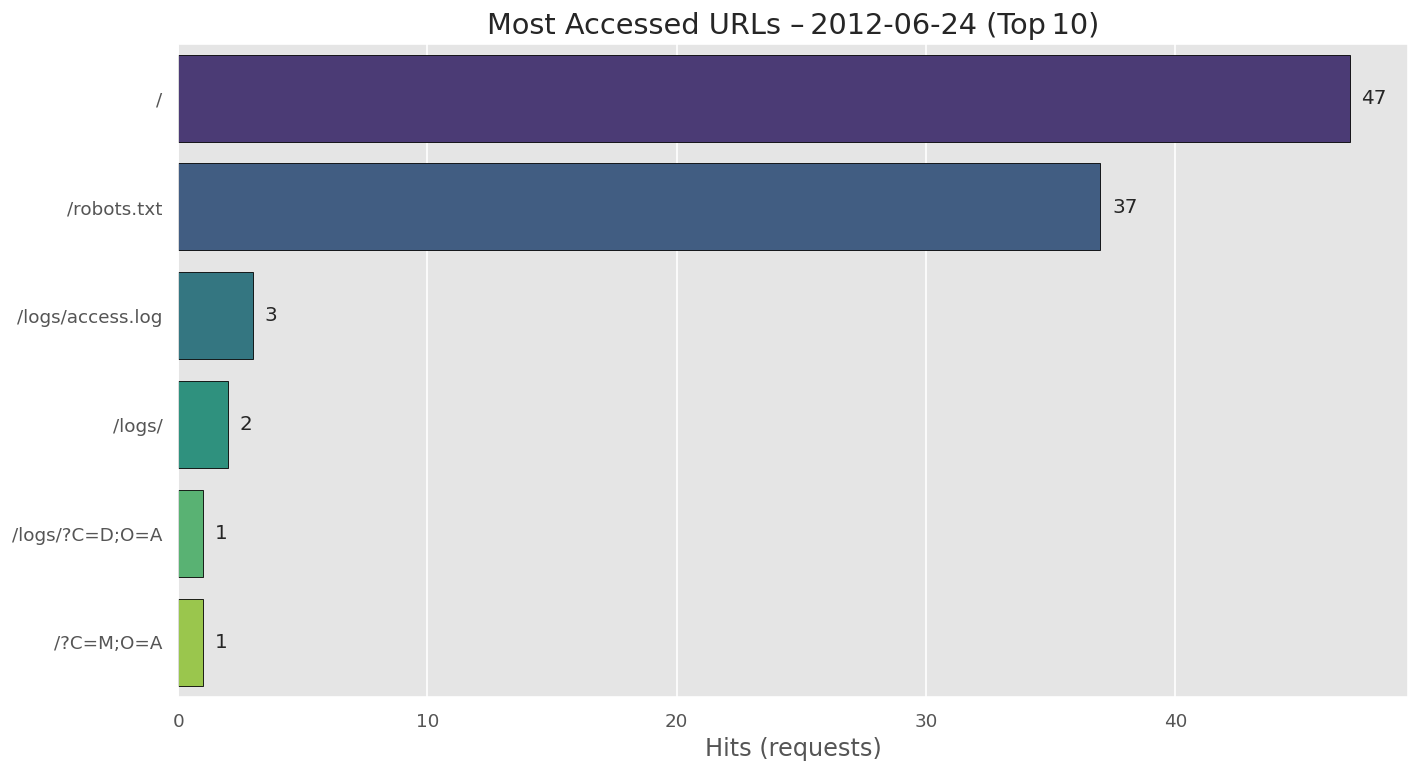 Most Accessed URLs – 2012-06-24 (Top 10)
/
47
/robots.txt
37
/logs/access.log
3
/logs/
2
/logs/?C=D;O=A
1
/?C=M;O=A
1
0 10 20 30 40
Hits (requests)